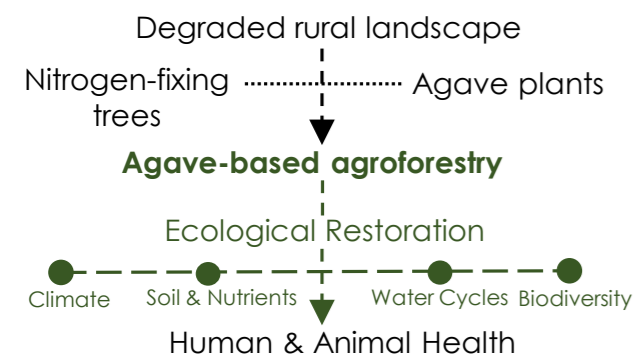 Degraded rural landscape
Nitrogen-fixing
trees
Agave plants
Agave-based agroforestry
Ecological Restoration
Climate
Soil & Nutrients
Water Cycles
Biodiversity
Human & Animal Health